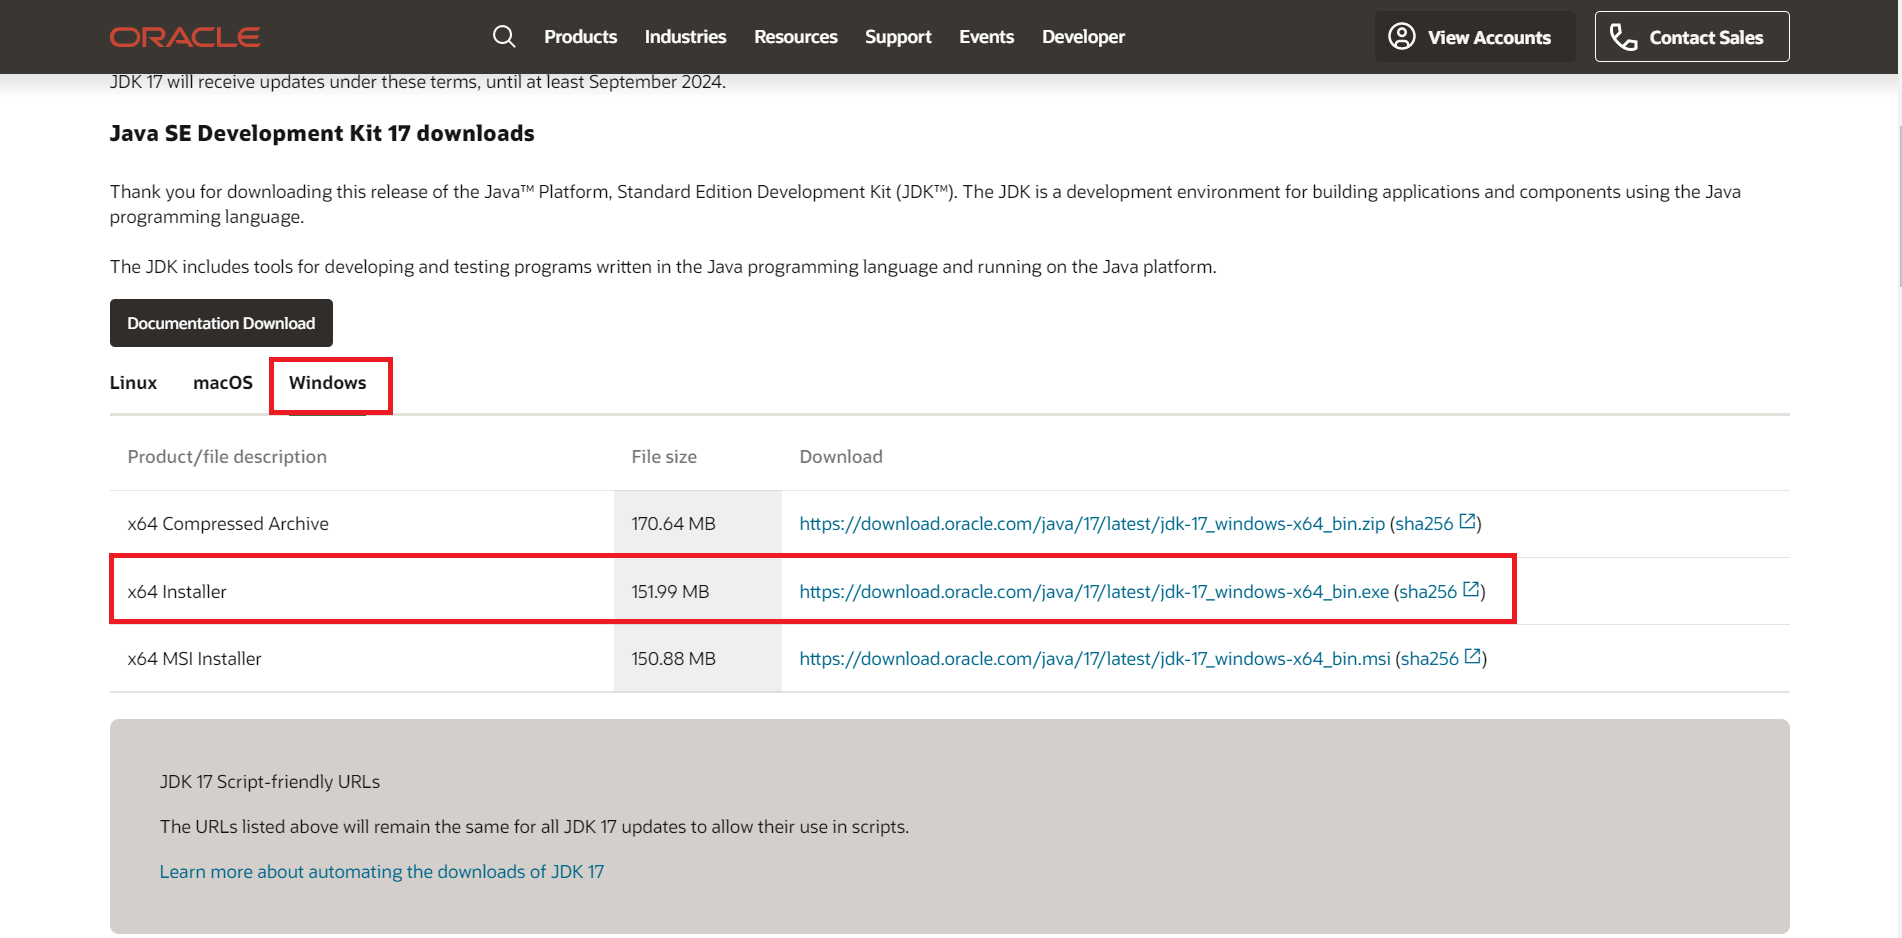 ORACLE
Products Industries Resources Support Events Developer
View Accounts
Contact Sales
JDK 17 will receive updates under these terms, until at least September 2024.
Java SE Development Kit 17 downloads
Thank you for downloading this release of the Java™ Platform, Standard Edition Development Kit (JDK™). The JDK is a development environment for building applications and components using the Java
programming language.
The JDK includes tools for developing and testing programs written in the Java programming language and running on the Java platform.
Documentation Download
Linux macOS Windows
Product/file description File size Download
x64 Compressed Archive 170.64 MB https://download.oracle.com/java/17/latest/jdk-17_windows-x64_bin.zip (sha256)
x64 Installer 151.99 MB https://download.oracle.com/java/17/latest/jdk-17_windows-x64_bin.exe (sha256)
x64 MSI Installer 150.88 MB https://download.oracle.com/java/17/latest/jdk-17_windows-x64_bin.msi (sha256)
JDK 17 Script-friendly URLs
The URLs listed above will remain the same for all JDK 17 updates to allow their use in scripts.
Learn more about automating the downloads of JDK 17